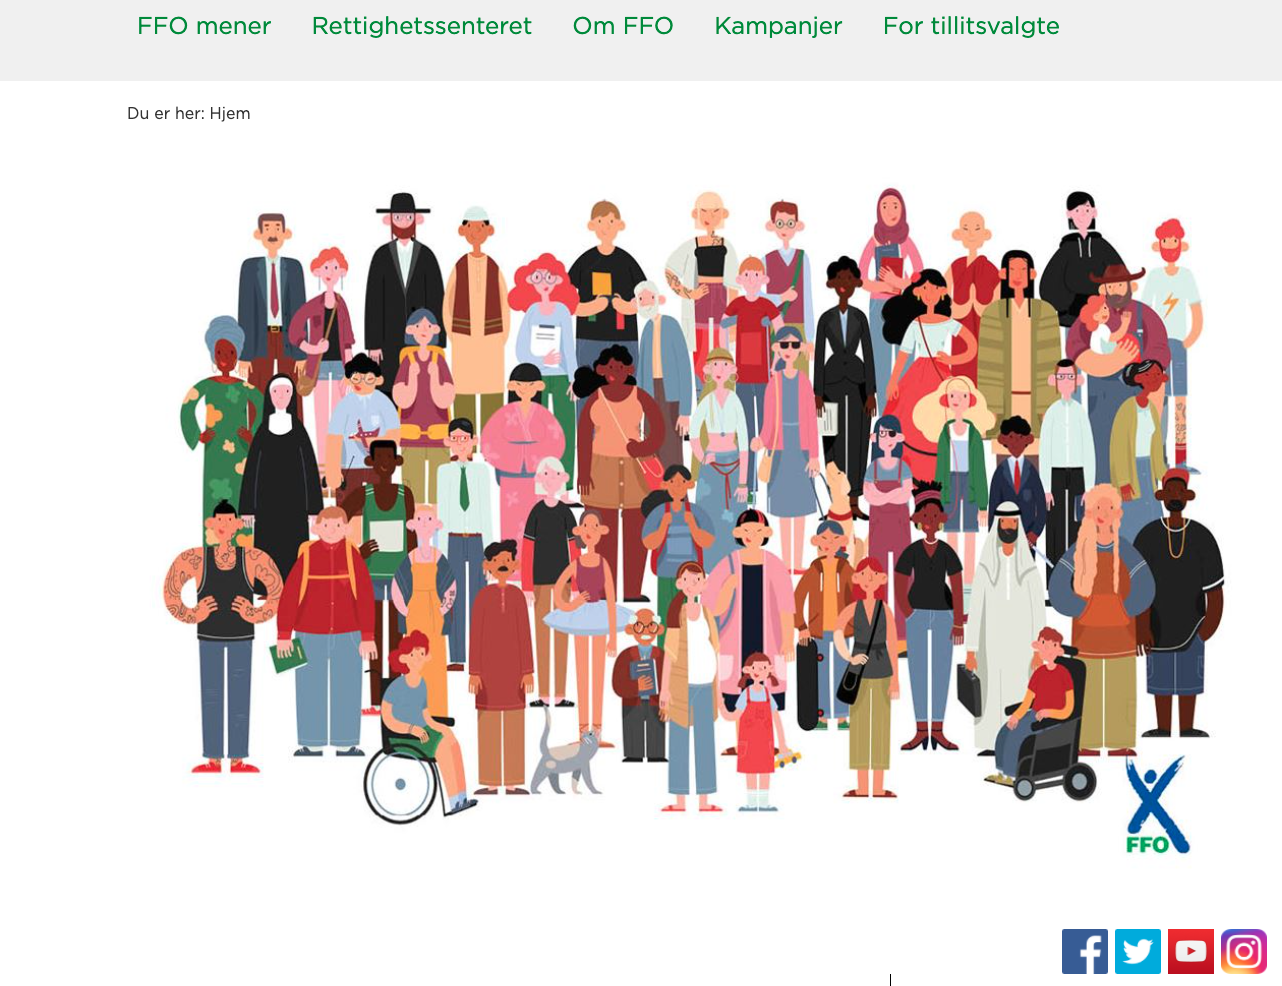 FFO mener Rettighetssenteret Om FFO Kampanjer For tillitsvalgte
Du er her: Hjem
FFO